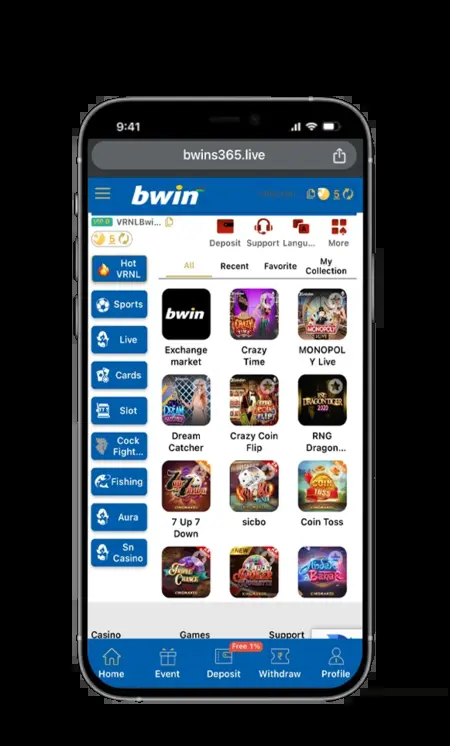 9:41
bwins365.live
bwin
VIP 0 VRNLBwi...
5
5
Deposit Support Langu... More
Hot
VRNL
All Recent Favorite My
Collection
Sports
Live
Cards
Slot
Cock
Fight...
Fishing
Aura
Sn
Casino
bwin
Exchange
market
Crazy
Time
MONOPOL
Y Live
Dream
Catcher
Crazy Coin
Flip
RNG
Dragon...
7 Up 7
Down
sicbo
Coin Toss
Casino Games Support
Free 1%
Home Event Deposit Withdraw Profile